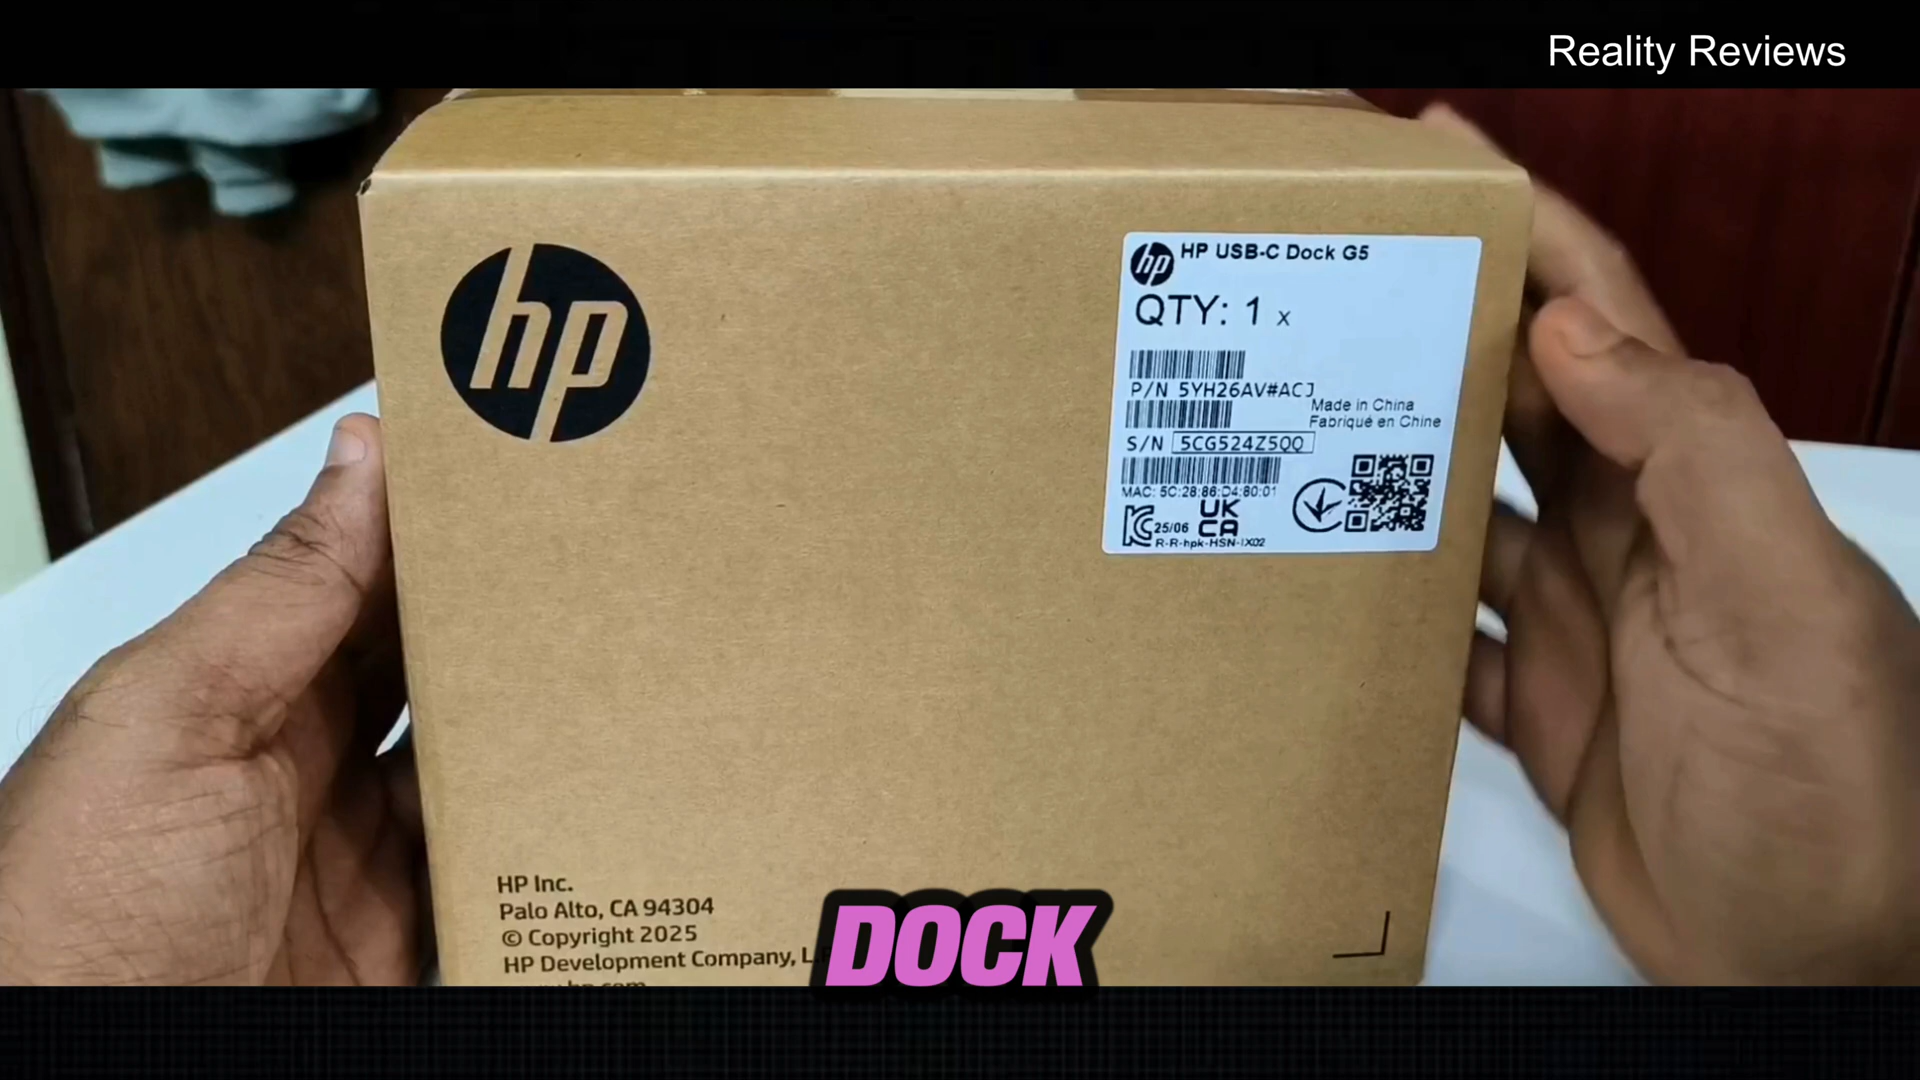 Reality Reviews
hp
hp HP USB-C Dock G5
QTY: 1 x
P/N 5YH26AV#ACJ
Made in China
Fabriqué en Chine
S/N 5CG524Z5QQ
MAC: 5C:28:86:D4:80:01
25/06
UK
CA
R-R-hpk-HSN-IX02
HP Inc.
Palo Alto, CA 94304
© Copyright 2025
HP Development Company, L.P
DOCK